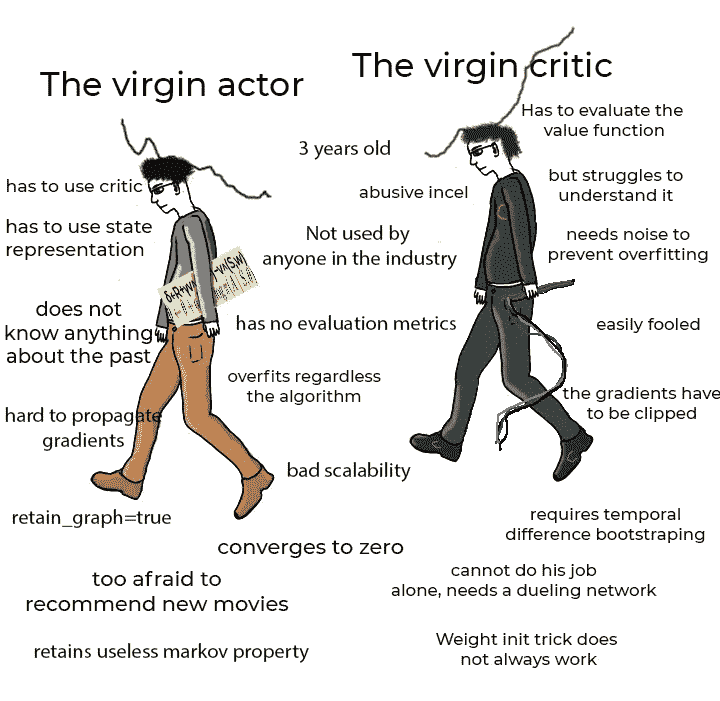 The virgin actor
The virgin critic
has to use critic
has to use state
representation
does not
know anything
about the past
hard to propagate
gradients
retain_graph=true
too afraid to
recommend new movies
retains useless markov property
3 years old
abusive incel
Not used by
anyone in the industry
has no evaluation metrics
overfits regardless
the algorithm
bad scalability
converges to zero
Has to evaluate the
value function
but struggles to
understand it
needs noise to
prevent overfitting
easily fooled
the gradients have
to be clipped
requires temporal
difference bootstraping
cannot do his job
alone, needs a dueling network
Weight init trick does
not always work